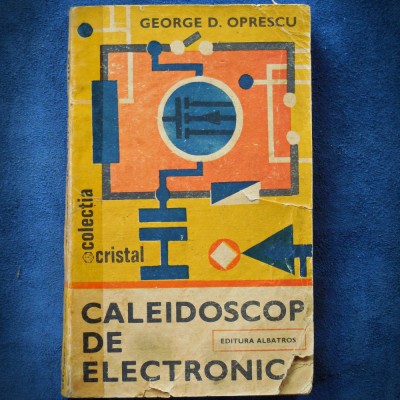 GEORGE D. OPRESCU
colecția
cristal
CALEIDOSCOP
DE
EDITURA ALBATROS
ELECTRONIC